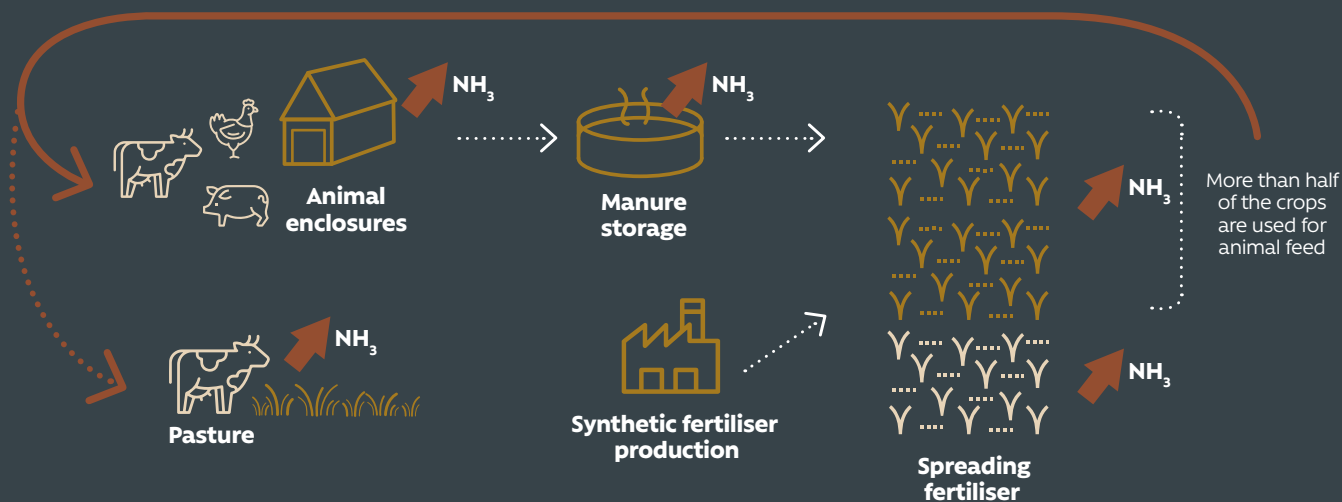 NH3
Animal
enclosures
NH3
Manure
storage
NH3
More than half
of the crops
are used for
animal feed
NH3
Pasture
Synthetic fertiliser
production
NH3
Spreading
fertiliser